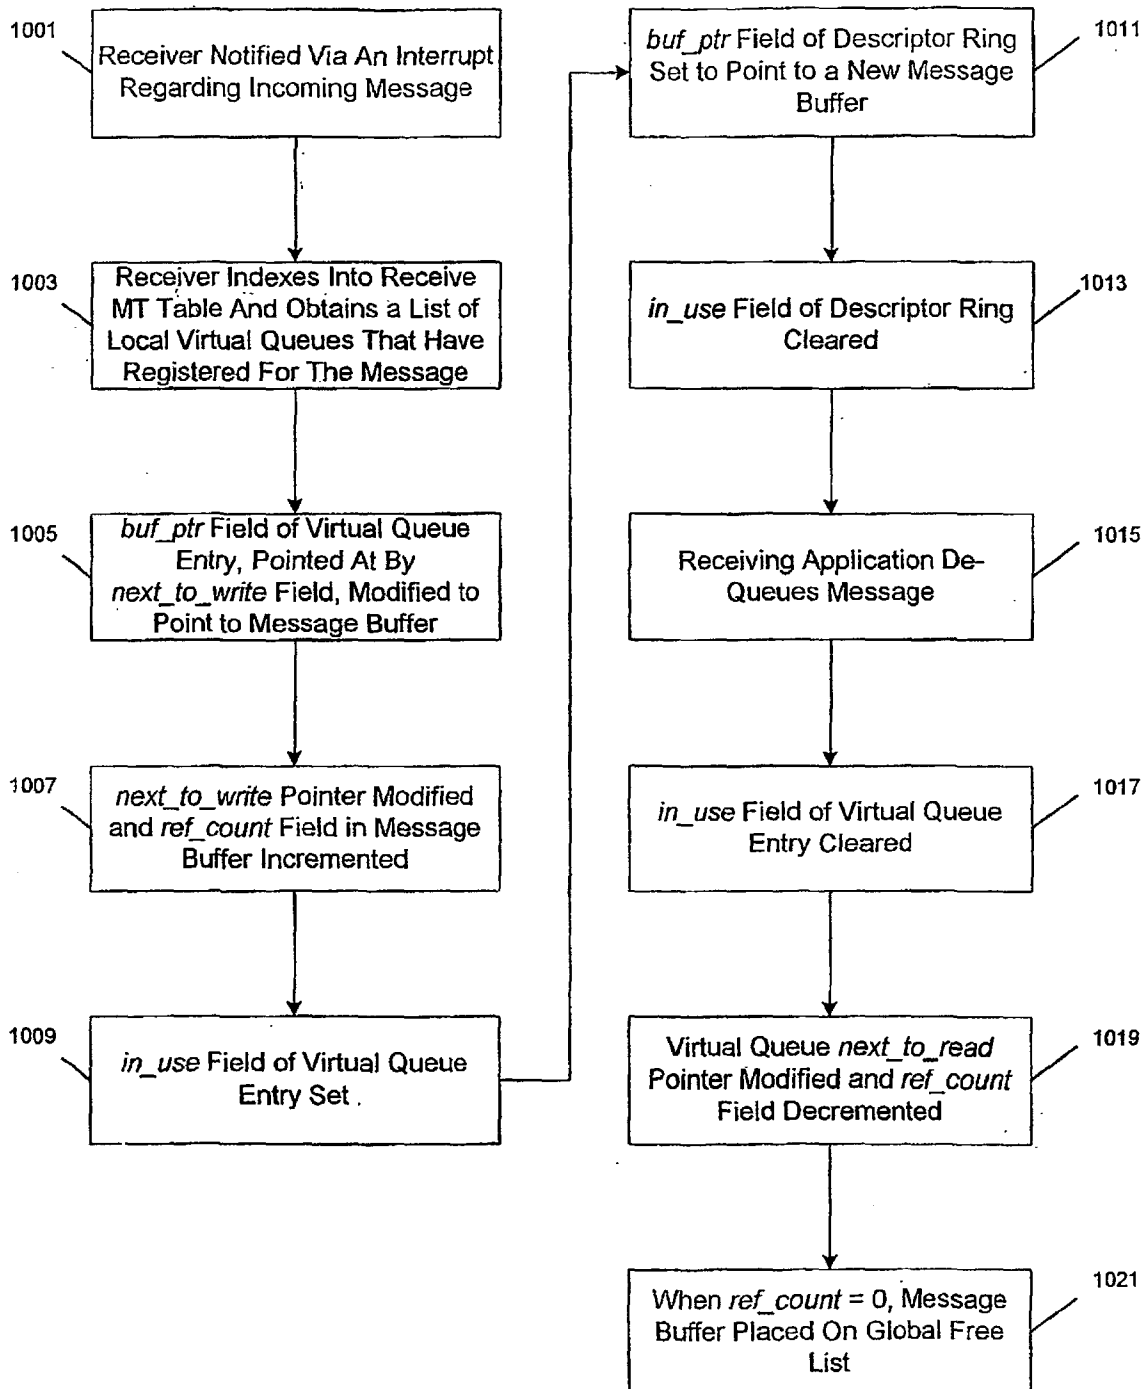 1001
Receiver Notified Via An Interrupt
Regarding Incoming Message
1003
Receiver Indexes Into Receive
MT Table And Obtains a List of
Local Virtual Queues That Have
Registered For The Message
1005
buf_ptr Field of Virtual Queue
Entry, Pointed At By
next_to_write Field, Modified to
Point to Message Buffer
1007
next_to_write Pointer Modified
and ref_count Field in Message
Buffer Incremented
1009
in_use Field of Virtual Queue
Entry Set
1011
buf_ptr Field of Descriptor Ring
Set to Point to a New Message
Buffer
1013
in_use Field of Descriptor Ring
Cleared
1015
Receiving Application De-
Queues Message
1017
in_use Field of Virtual Queue
Entry Cleared
1019
Virtual Queue next_to_read
Pointer Modified and ref_count
Field Decremented
1021
When ref_count = 0, Message
Buffer Placed On Global Free
List